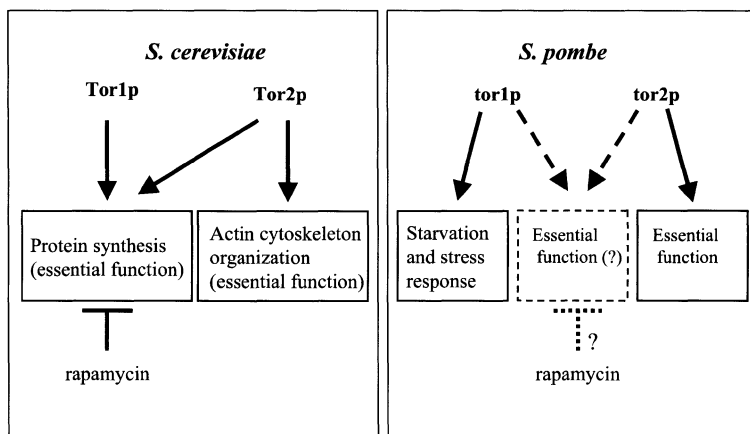 S. cerevisiae
Tor1p
Tor2p
Protein synthesis
(essential function)
Actin cytoskeleton
organization
(essential function)
rapamycin
S. pombe
tor1p
tor2p
Starvation
and stress
response
Essential
function (?)
Essential
function
?
rapamycin